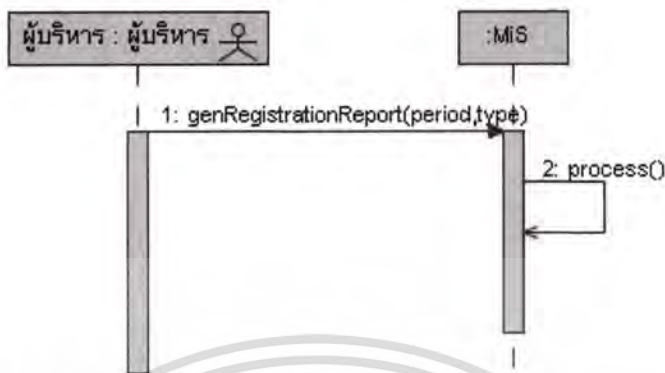 ผู้บริหาร : ผู้บริหาร
:MiS
1: genRegistrationReport(period,type)
2: process()